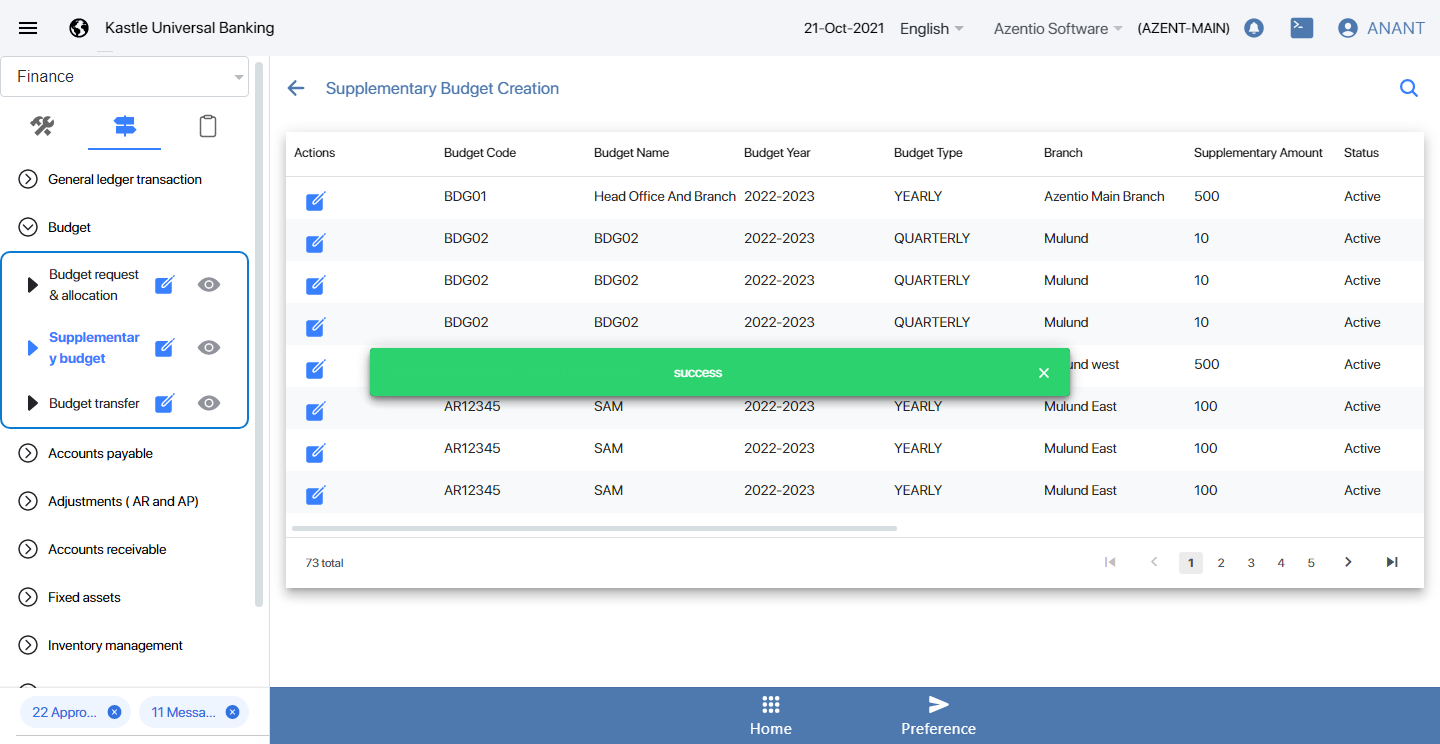 Kastle Universal Banking
21-Oct-2021 English Azentio Software (AZENT-MAIN) ANANT
Finance
General ledger transaction
Budget
Budget request
& allocation
Supplementar
y budget
Budget transfer
Accounts payable
Adjustments ( AR and AP)
Accounts receivable
Fixed assets
Inventory management
22 Appro... 11 Messa...
Supplementary Budget Creation
Actions Budget Code Budget Name Budget Year Budget Type Branch Supplementary Amount Status
BDG01 Head Office And Branch 2022-2023 YEARLY Azentio Main Branch 500 Active
BDG02 BDG02 2022-2023 QUARTERLY Mulund 10 Active
BDG02 BDG02 2022-2023 QUARTERLY Mulund 10 Active
BDG02 BDG02 2022-2023 QUARTERLY Mulund 10 Active
west 500 Active
success
AR12345 SAM 2022-2023 YEARLY Mulund East 100 Active
AR12345 SAM 2022-2023 YEARLY Mulund East 100 Active
AR12345 SAM 2022-2023 YEARLY Mulund East 100 Active
73 total 1 2 3 4 5
Home Preference